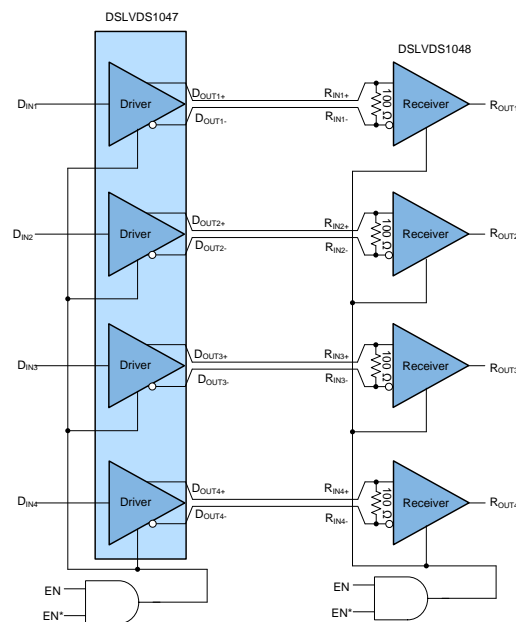 DSLVDS1047
DSLVDS1048
DIN1
Driver
DOUT1+
DOUT1-
RIN1+
RIN1-
100 Ω
Receiver
ROUT1
DIN2
Driver
DOUT2+
DOUT2-
RIN2+
RIN2-
100 Ω
Receiver
ROUT2
DIN3
Driver
DOUT3+
DOUT3-
RIN3+
RIN3-
100 Ω
Receiver
ROUT3
DIN4
Driver
DOUT4+
DOUT4-
RIN4+
RIN4-
100 Ω
Receiver
ROUT4
EN
EN*
EN
EN*